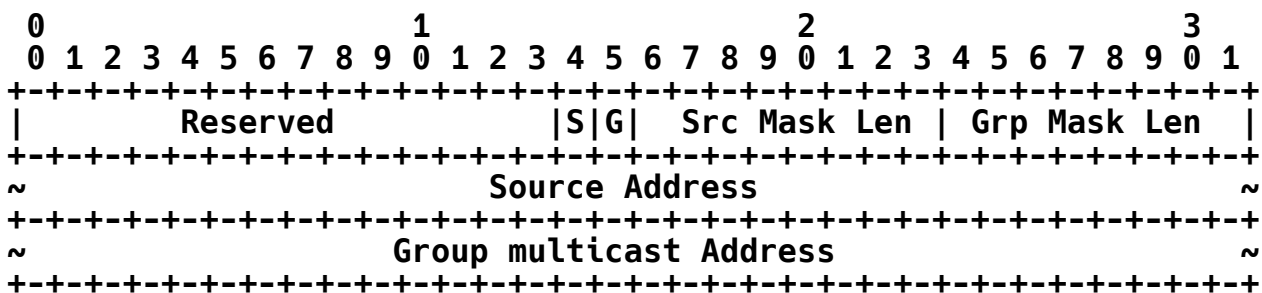 0                   1                   2                   3
 0 1 2 3 4 5 6 7 8 9 0 1 2 3 4 5 6 7 8 9 0 1 2 3 4 5 6 7 8 9 0 1
+-+-+-+-+-+-+-+-+-+-+-+-+-+-+-+-+-+-+-+-+-+-+-+-+-+-+-+-+-+-+-+-+
|        Reserved           |S|G|  Src Mask Len | Grp Mask Len  |
+-+-+-+-+-+-+-+-+-+-+-+-+-+-+-+-+-+-+-+-+-+-+-+-+-+-+-+-+-+-+-+-+
~                        Source Address                         ~
+-+-+-+-+-+-+-+-+-+-+-+-+-+-+-+-+-+-+-+-+-+-+-+-+-+-+-+-+-+-+-+-+
~                   Group multicast Address                     ~
+-+-+-+-+-+-+-+-+-+-+-+-+-+-+-+-+-+-+-+-+-+-+-+-+-+-+-+-+-+-+-+-+